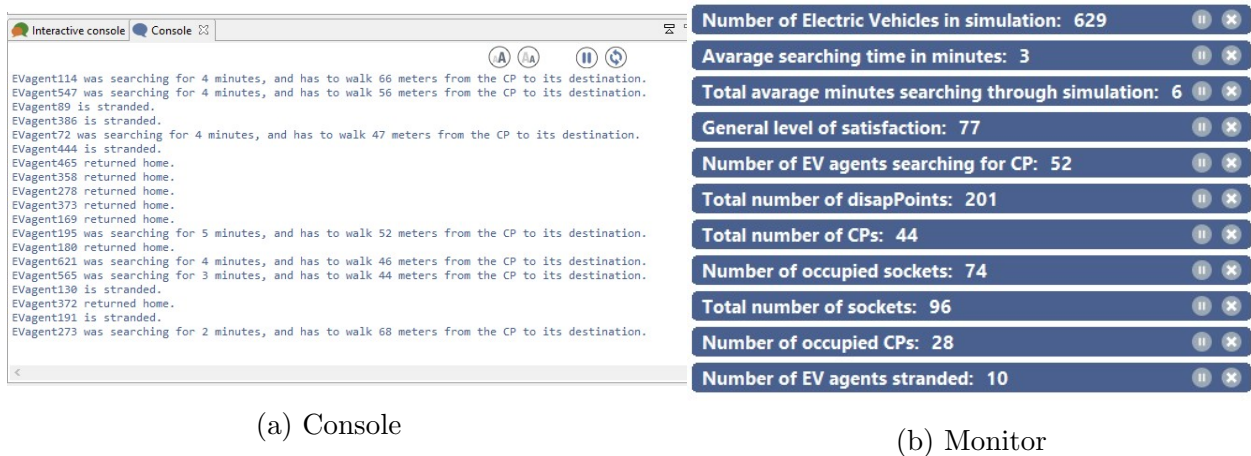 Interactive console Console
EVagent114 was searching for 4 minutes, and has to walk 66 meters from the CP to its destination.
EVagent547 was searching for 4 minutes, and has to walk 56 meters from the CP to its destination.
EVagent89 is stranded.
EVagent386 is stranded.
EVagent72 was searching for 4 minutes, and has to walk 47 meters from the CP to its destination.
EVagent444 is stranded.
EVagent465 returned home.
EVagent358 returned home.
EVagent278 returned home.
EVagent373 returned home.
EVagent169 returned home.
EVagent195 was searching for 5 minutes, and has to walk 52 meters from the CP to its destination.
EVagent180 returned home.
EVagent621 was searching for 4 minutes, and has to walk 46 meters from the CP to its destination.
EVagent565 was searching for 3 minutes, and has to walk 44 meters from the CP to its destination.
EVagent130 is stranded.
EVagent372 returned home.
EVagent191 is stranded.
EVagent273 was searching for 2 minutes, and has to walk 68 meters from the CP to its destination.
(a) Console
Number of Electric Vehicles in simulation: 629
Avarage searching time in minutes: 3
Total avarage minutes searching through simulation: 6
General level of satisfaction: 77
Number of EV agents searching for CP: 52
Total number of disapPoints: 201
Total number of CPs: 44
Number of occupied sockets: 74
Total number of sockets: 96
Number of occupied CPs: 28
Number of EV agents stranded: 10
(b) Monitor